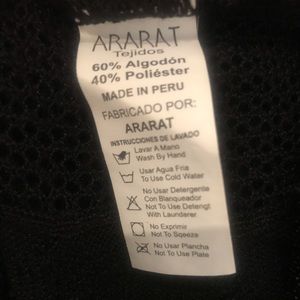 ARARAT
Tejidos
60% Algodón
40% Poliéster
MADE IN PERU
FABRICADO POR:
ARARAT
INSTRUCCIONES DE LAVADO
Lavar A Mano
Wash By Hand
Usar Agua Fria
To Use Cold Water
No Usar Detergente
Con Blanqueador
Not To Use Detengt
With Launderer
No Exprimir
Not To Sqeeze
No Usar Plancha
Not To Use Plate